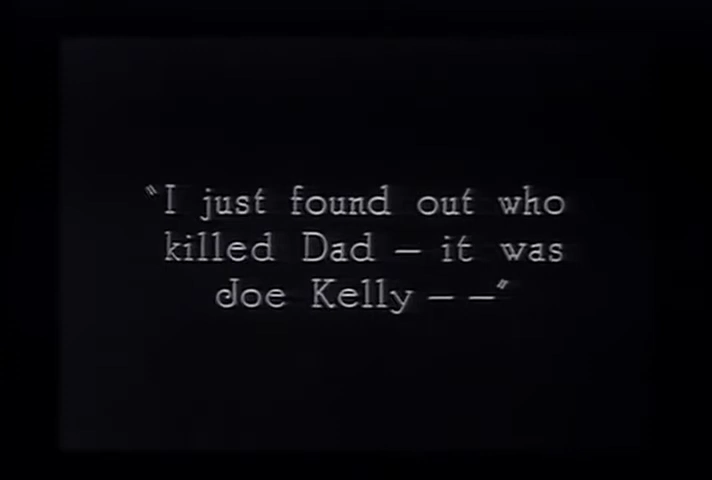 "I just found out who
killed Dad — it was
Joe Kelly — —"